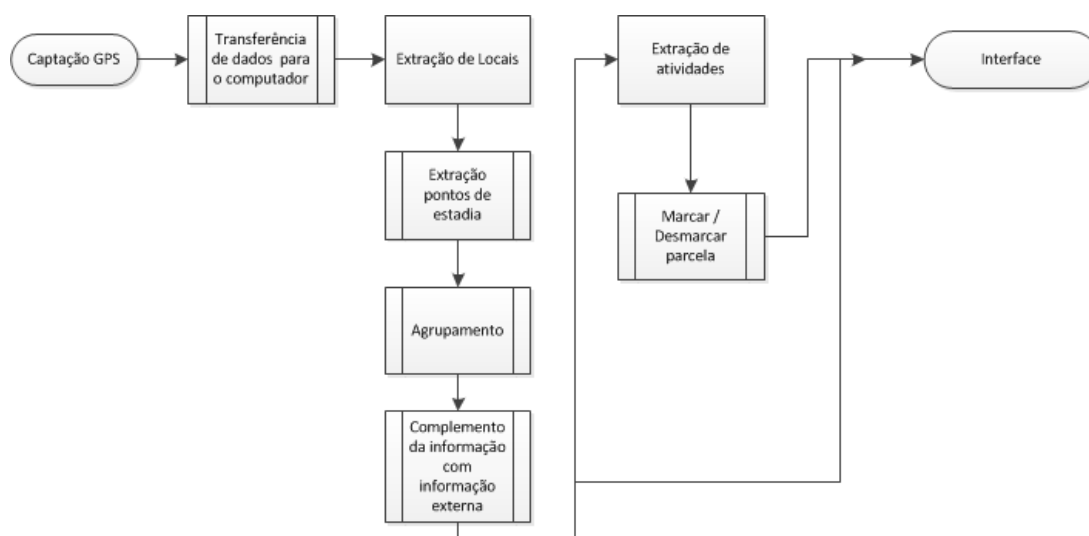 Captação GPS
Transferência
de dados para
o computador
Extração de Locais
Extração
pontos de
estadia
Agrupamento
Complemento
da informação
com
informação
externa
Extração de
atividades
Marcar /
Desmarcar
parcela
Interface